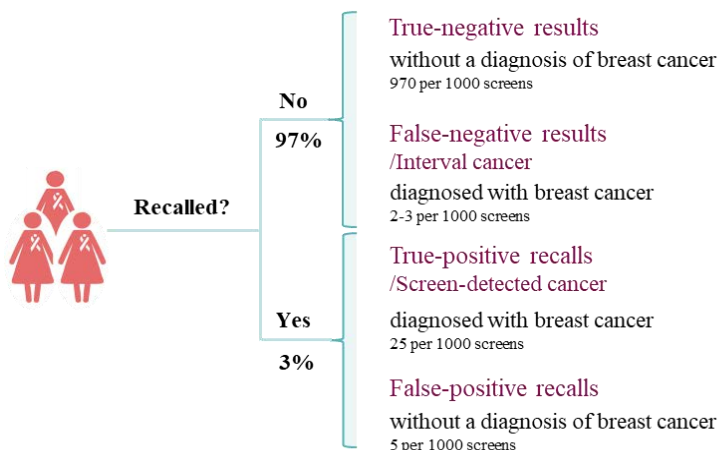 True-negative results
without a diagnosis of breast cancer
970 per 1000 screens
No
97%
False-negative results
/Interval cancer
diagnosed with breast cancer
2-3 per 1000 screens
Recalled?
True-positive recalls
/Screen-detected cancer
diagnosed with breast cancer
25 per 1000 screens
Yes
3%
False-positive recalls
without a diagnosis of breast cancer
5 per 1000 screens